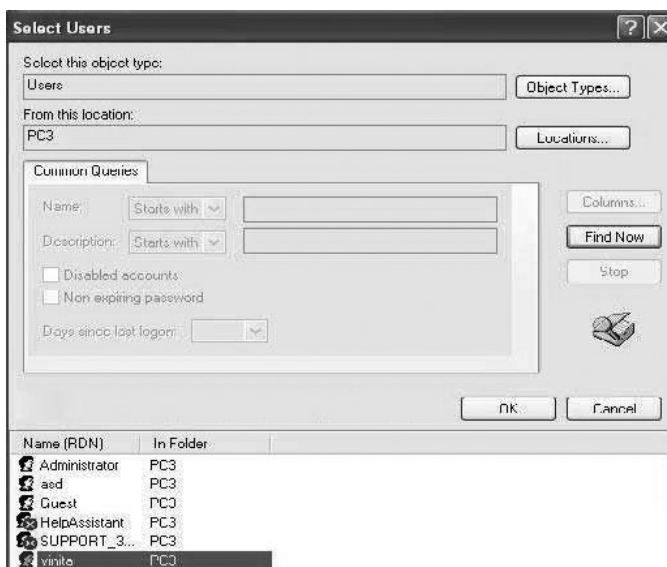 Select Users
Select this object type:
Users
Object Types...
From this location:
PC3
Locations...
Common Queries
Name:
Starts with
Columns...
Description:
Starts with
Find Now
Disabled accounts
Stop
Non expiring password
Days since last logon:
OK
Cancel
Name (RDN) In Folder
Administrator PC3
asd PC3
Guest PC3
HelpAssistant PC3
SUPPORT_3... PC3
vinita PC3